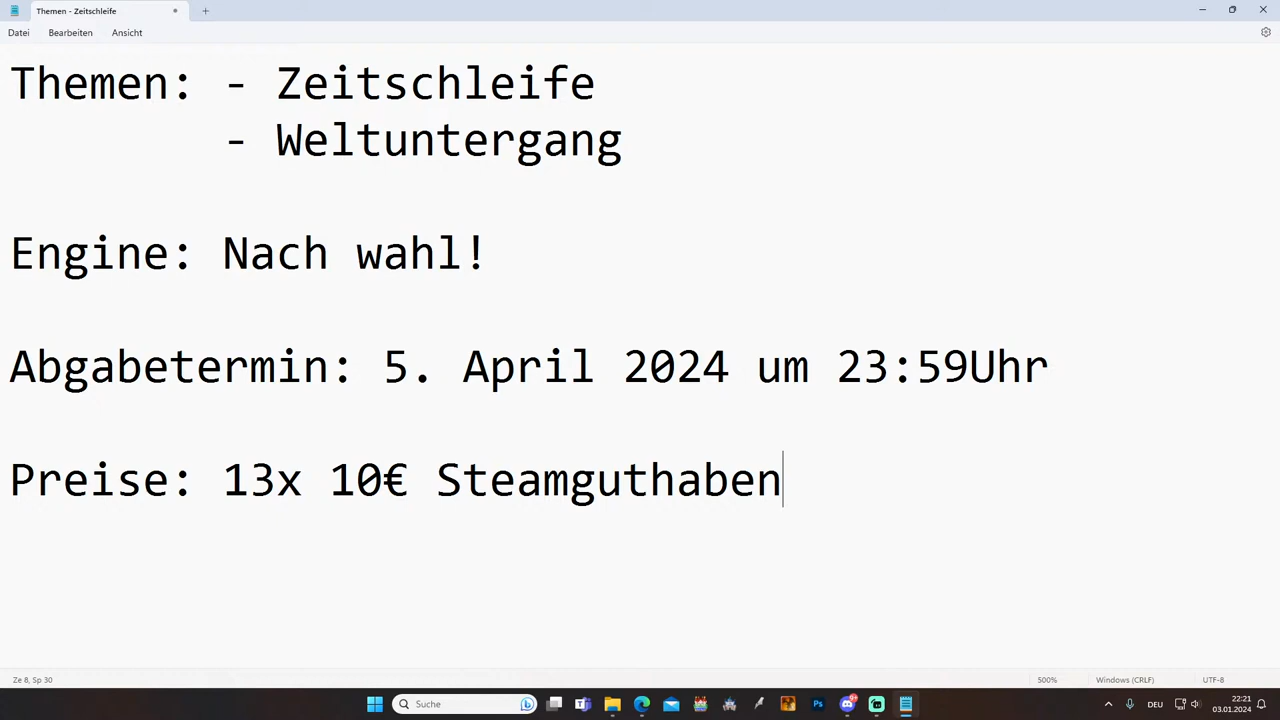 Themen - Zeitschleife
Datei Bearbeiten Ansicht
Themen: - Zeitschleife
- Weltuntergang
Engine: Nach wahl!
Abgabetermin: 5. April 2024 um 23:59Uhr
Preise: 13x 10€ Steamguthaben
Ze 8, Sp 30 500% Windows (CRLF) UTF-8
Suche DEU 22:21
03.01.2024